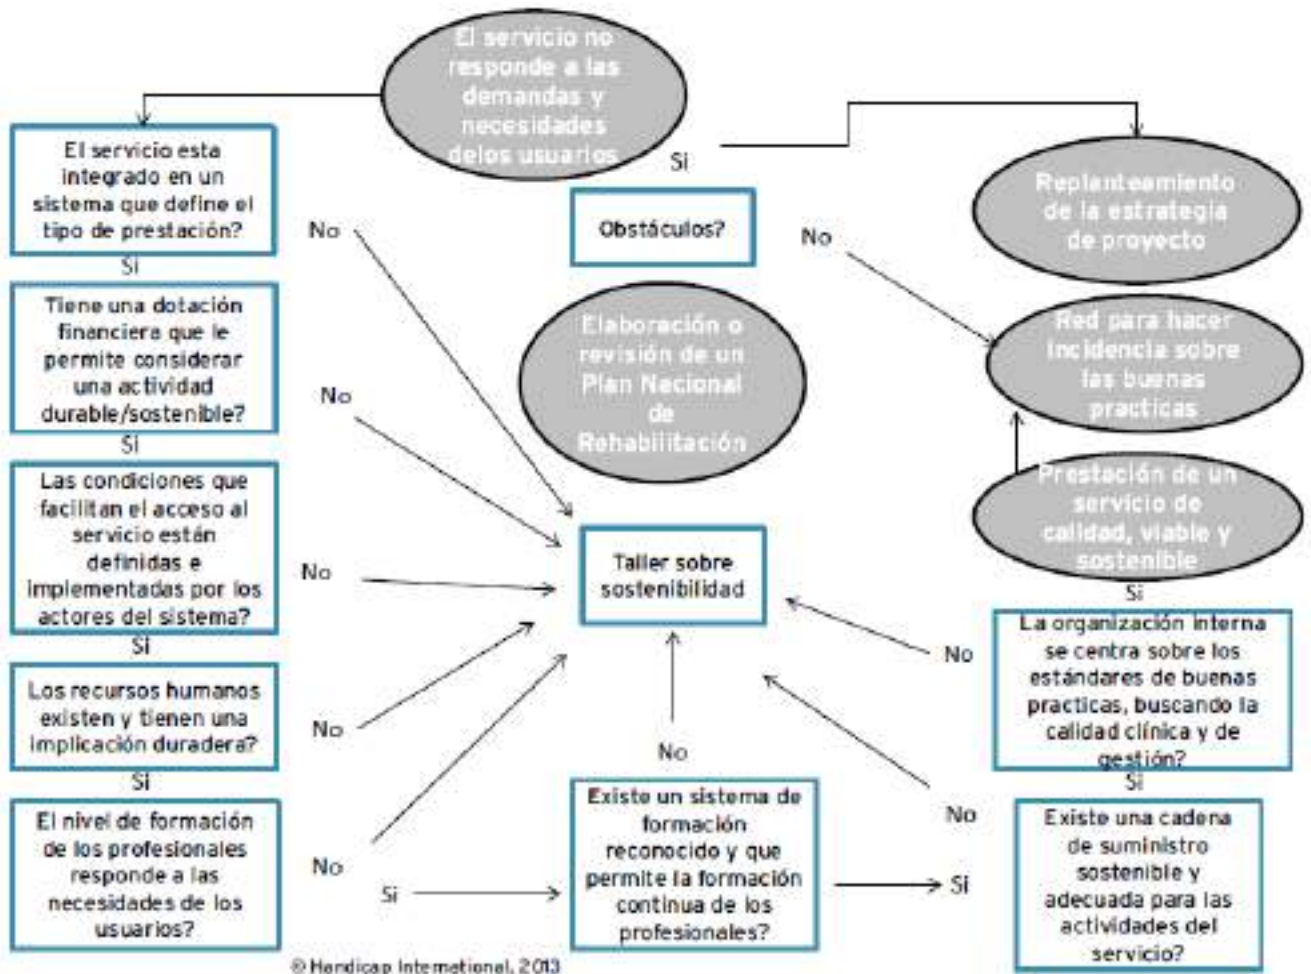 El servicio no
responde a las
demandas y
necesidades
delos usuarios
Si
El servicio esta
integrado en un
sistema que define el
tipo de prestación?
No
Si
Tiene una dotación
financiera que le
permite considerar
una actividad
durable/sostenible?
No
Si
Las condiciones que
facilitan el acceso al
servicio están
definidas e
implementadas por los
actores del sistema?
No
Si
Los recursos humanos
existen y tienen una
implicación duradera?
No
Si
El nivel de formación
de los profesionales
responde a las
necesidades de los
usuarios?
No
Si
Obstáculos?
No
Elaboración o
revisión de un
Plan Nacional
de
Rehabilitación
Taller sobre
sostenibilidad
No
Existe un sistema de
formación
reconocido y que
permite la formación
continua de los
profesionales?
Replanteamiento
de la estrategia
de proyecto
Red para hacer
incidencia sobre
las buenas
practicas
Prestación de un
servicio de
calidad, viable y
sostenible
Si
La organización interna
se centra sobre los
estándares de buenas
practicas, buscando la
calidad clínica y de
gestión?
No
Si
No
Si
Existe una cadena
de suministro
sostenible y
adecuada para las
actividades del
servicio?
© Handicap International, 2013